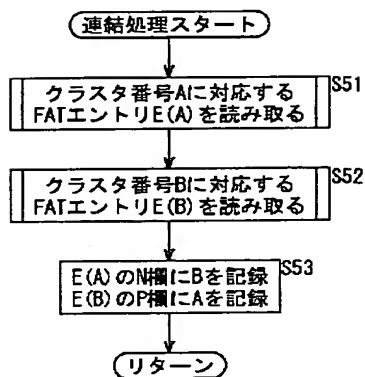 連結処理スタート
S51
クラスタ番号Aに対応する
FATエントリE(A)を読み取る
S52
クラスタ番号Bに対応する
FATエントリE(B)を読み取る
S53
E(A)のN欄にBを記録
E(B)のP欄にAを記録
リターン